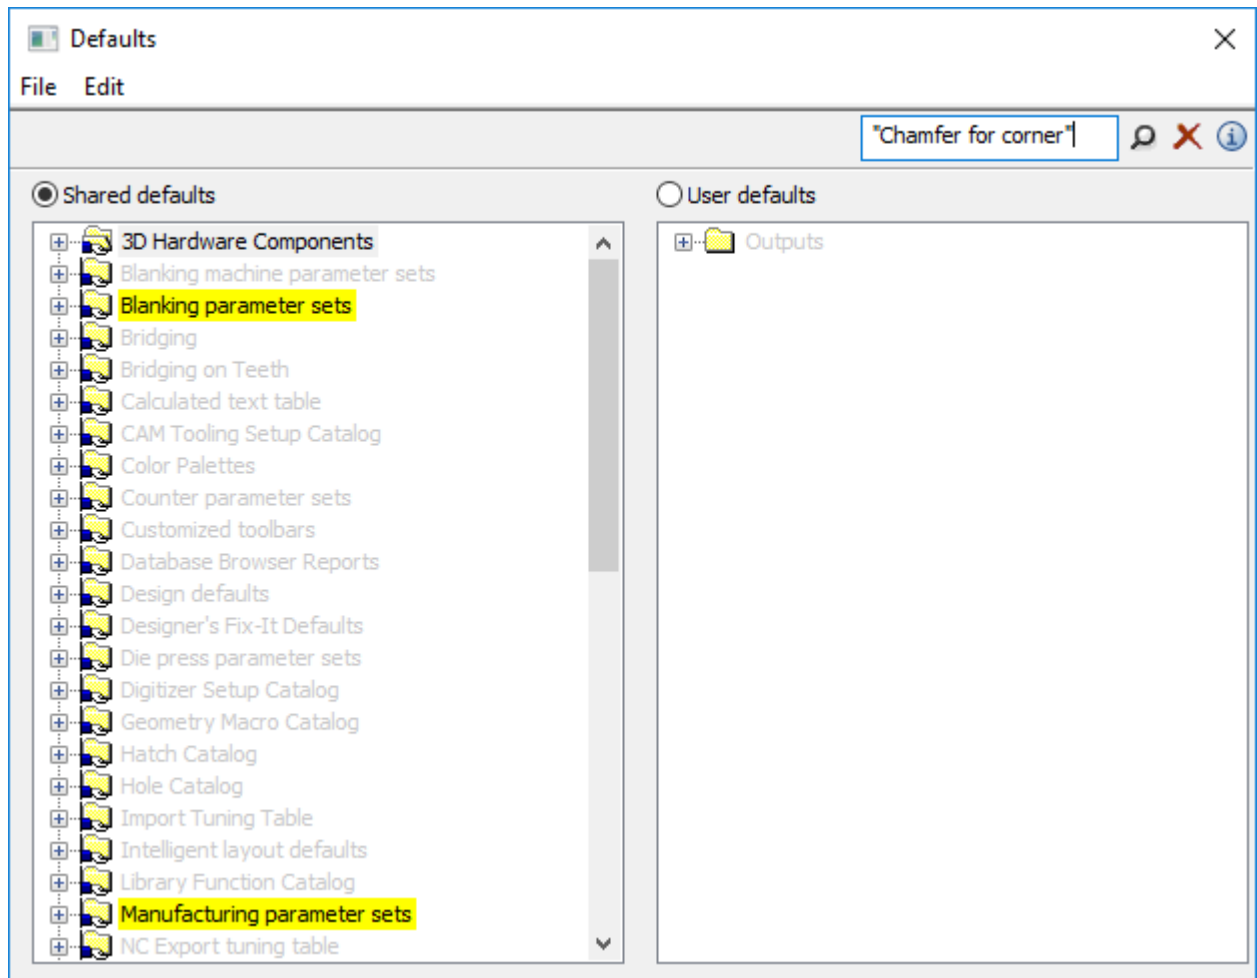 Defaults
File Edit
"Chamfer for corner"
Shared defaults
User defaults
3D Hardware Components
Outputs
Blanking machine parameter sets
Blanking parameter sets
Bridging
Bridging on Teeth
Calculated text table
CAM Tooling Setup Catalog
Color Palettes
Counter parameter sets
Customized toolbars
Database Browser Reports
Design defaults
Designer's Fix-It Defaults
Die press parameter sets
Digitizer Setup Catalog
Geometry Macro Catalog
Hatch Catalog
Hole Catalog
Import Tuning Table
Intelligent layout defaults
Library Function Catalog
Manufacturing parameter sets
NC Export tuning table